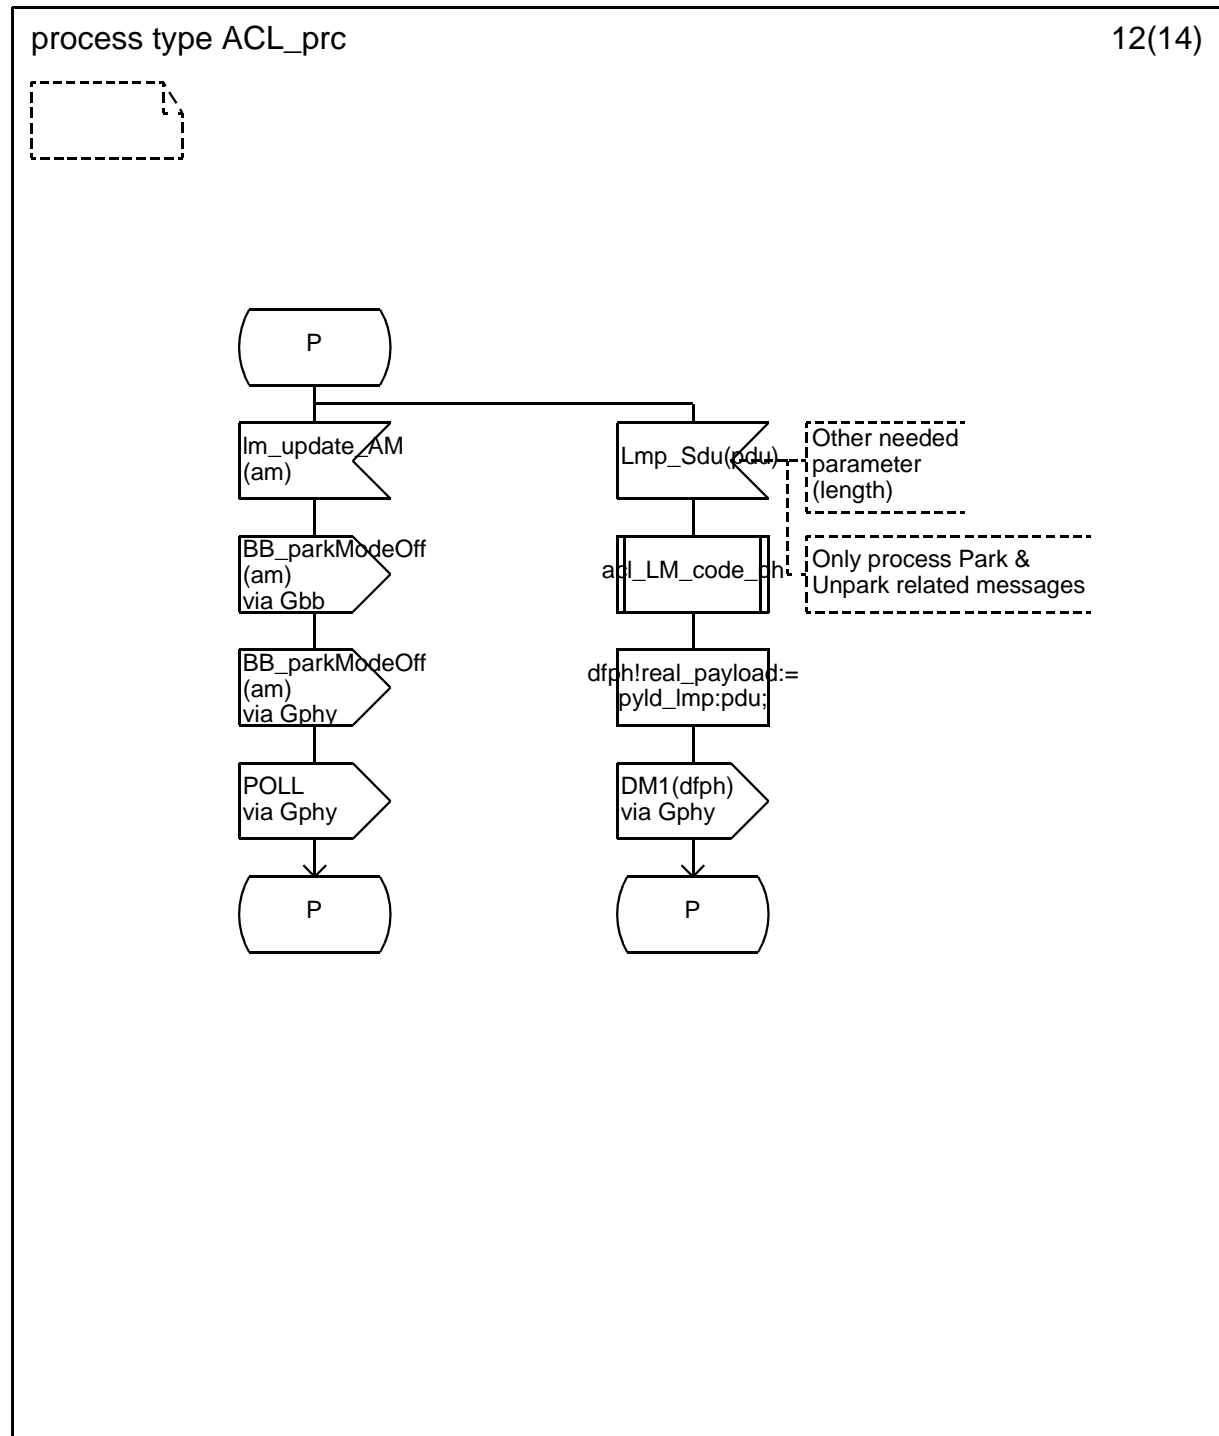 process type ACL_prc
12(14)
P
lm_update_AM
(am)
BB_parkModeOff
(am)
via Gbb
BB_parkModeOff
(am)
via Gphy
POLL
via Gphy
P
Lmp_Sdu(pdu)
Other needed
parameter
(length)
Only process Park &
Unpark related messages
acl_LM_code_ph
dfph!real_payload:=
pyld_lmp:pdu;
DM1(dfph)
via Gphy
P